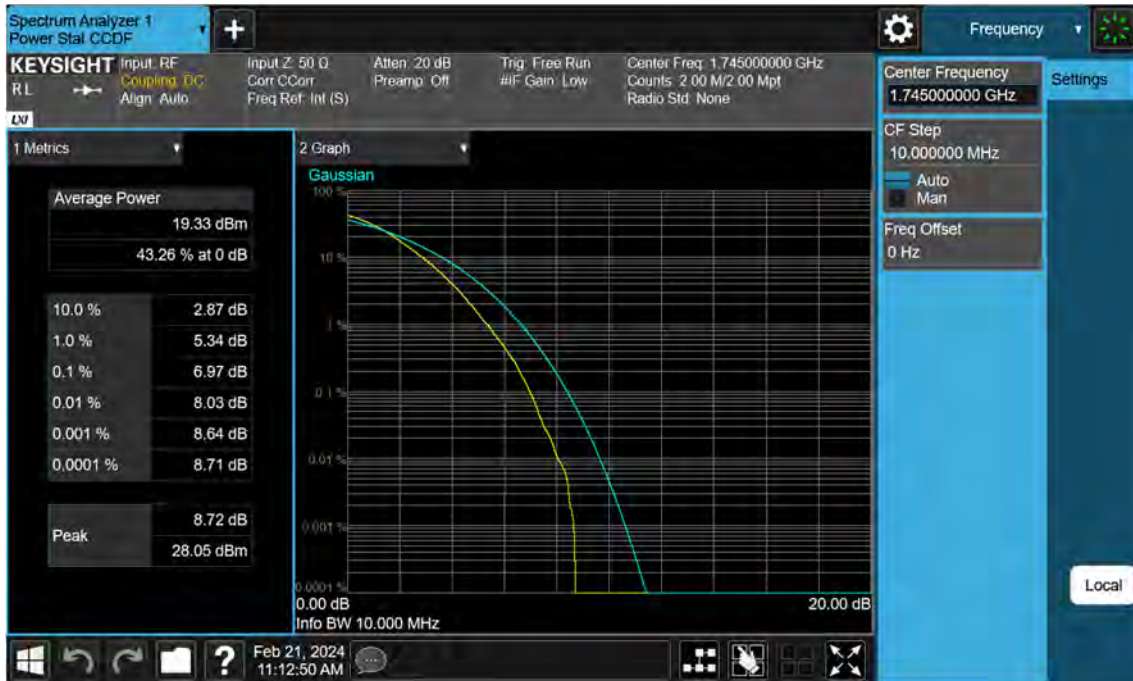 Spectrum Analyzer 1
Power Stat CCDF
Frequency
KEYSIGHT
RL
LXI
Input: RF
Coupling: DC
Align: Auto
Input Z: 50 Ω
Corr CCorr
Freq Ref: Int (S)
Atten: 20 dB
Preamp: Off
Trig: Free Run
#IF Gain: Low
Center Freq: 1.745000000 GHz
Counts: 2.00 M/2.00 Mpt
Radio Std: None
Center Frequency
1.745000000 GHz
Settings
CF Step
10.000000 MHz
Auto
Man
Freq Offset
0 Hz
1 Metrics
Average Power
19.33 dBm
43.26 % at 0 dB
10.0 % 2.87 dB
1.0 % 5.34 dB
0.1 % 6.97 dB
0.01 % 8.03 dB
0.001 % 8.64 dB
0.0001 % 8.71 dB
Peak
8.72 dB
28.05 dBm
2 Graph
Gaussian
100 %
10 %
1 %
0.1 %
0.01 %
0.001 %
0.0001 %
0.00 dB
20.00 dB
Info BW 10.000 MHz
Local
?
Feb 21, 2024
11:12:50 AM